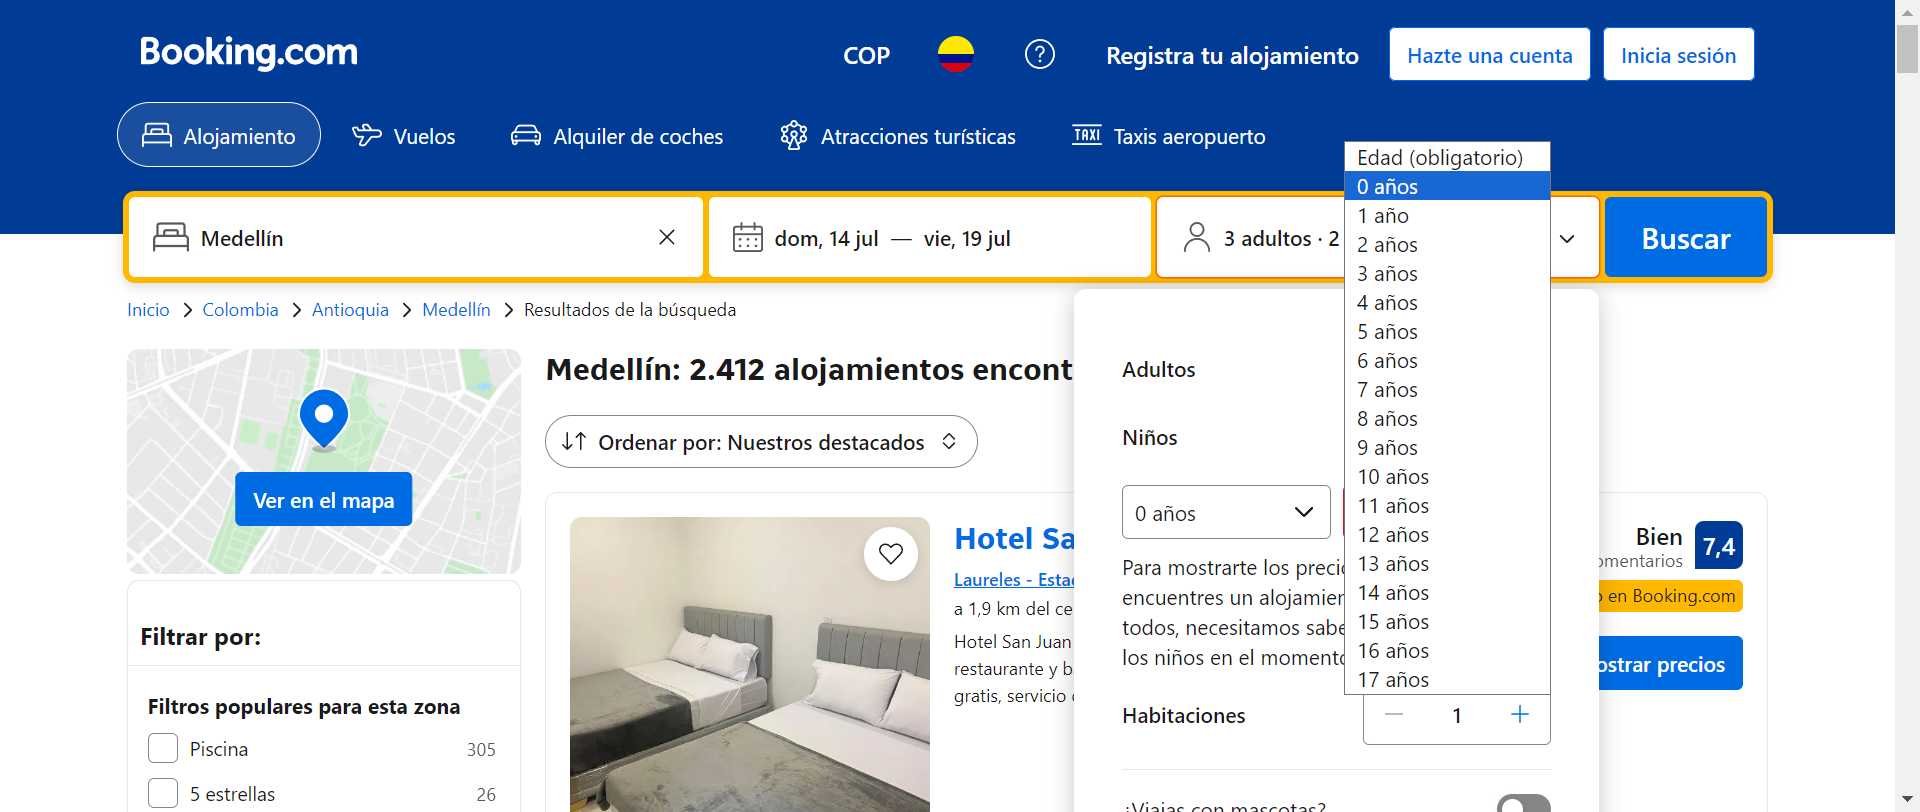 Booking.com
COP
Registra tu alojamiento
Hazte una cuenta
Inicia sesión
Alojamiento
Vuelos
Alquiler de coches
Atracciones turísticas
TAXI
Taxis aeropuerto
Medellín
dom, 14 jul — vie, 19 jul
3 adultos · 2
Buscar
Edad (obligatorio)
0 años
1 año
2 años
3 años
4 años
5 años
6 años
7 años
8 años
9 años
10 años
11 años
12 años
13 años
14 años
15 años
16 años
17 años
Inicio
Colombia
Antioquia
Medellín
Resultados de la búsqueda
Ver en el mapa
Medellín: 2.412 alojamientos encont
Ordenar por: Nuestros destacados
Adultos
Niños
0 años
Para mostrarte los preci
encuentres un alojamien
todos, necesitamos sabe
los niños en el momento
Habitaciones
1
¿Viajas con mascotas?
Hotel Sa
Laureles - Estad
a 1,9 km del ce
Hotel San Juan
restaurante y b
gratis, servicio
Bien
omentarios
7,4
o en Booking.com
ostrar precios
Filtrar por:
Filtros populares para esta zona
Piscina
305
5 estrellas
26